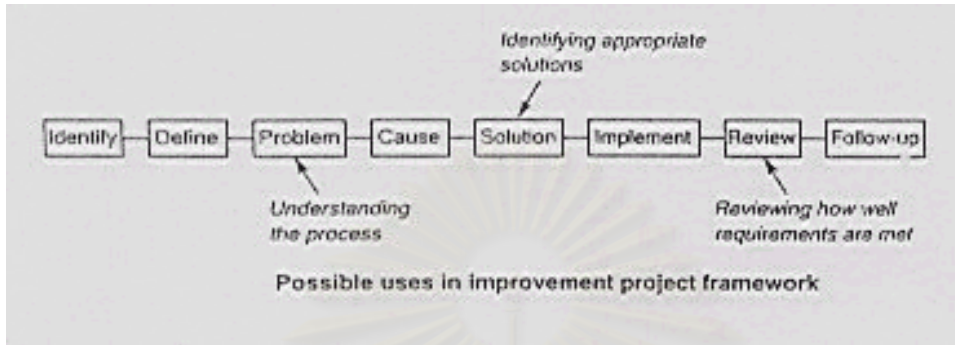 Identifying appropriate
solutions
Identify Define Problem Cause Solution Implement Review Follow-up
Understanding
the process
Reviewing how well
requirements are met
Possible uses in improvement project framework